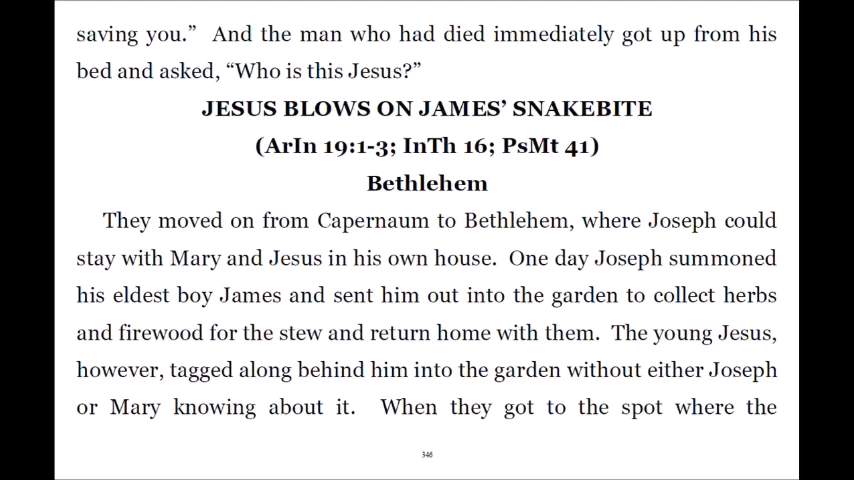 saving you.”  And the man who had died immediately got up from his
bed and asked, “Who is this Jesus?”
JESUS BLOWS ON JAMES’ SNAKEBITE
(ArIn 19:1-3; InTh 16; PsMt 41)
Bethlehem
They moved on from Capernaum to Bethlehem, where Joseph could
stay with Mary and Jesus in his own house.  One day Joseph summoned
his eldest boy James and sent him out into the garden to collect herbs
and firewood for the stew and return home with them.  The young Jesus,
however, tagged along behind him into the garden without either Joseph
or Mary knowing about it.  When they got to the spot where the
346